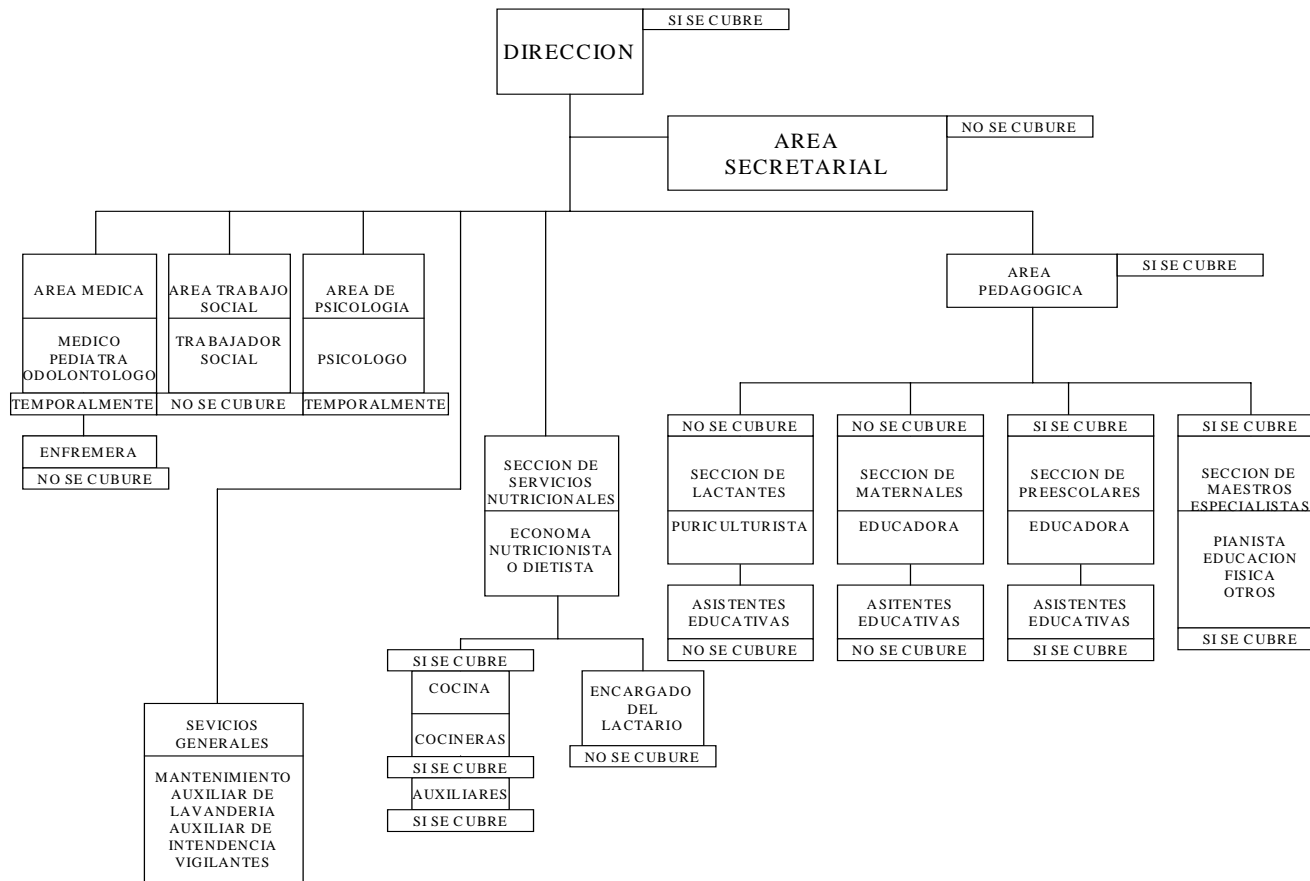 SI SE CUBRE
DIRECCION
NO SE CUBURE
AREA
SECRETARIAL
AREA MEDICA
MEDICO
PEDIATRA
ODOLONTOLOGO
TEMPORALMENTE
ENFREMERA
NO SE CUBURE
AREA TRABAJO
SOCIAL
TRABAJADOR
SOCIAL
NO SE CUBURE
AREA DE
PSICOLOGIA
PSICOLOGO
TEMPORALMENTE
SEVICIOS
GENERALES
MANTENIMIENTO
AUXILIAR DE
LAVANDERIA
AUXILIAR DE
INTENDENCIA
VIGILANTES
SECCION DE
SERVICIOS
NUTRICIONALES
ECONOMA
NUTRICIONISTA
O DIETISTA
SI SE CUBRE
COCINA
COCINERAS
SI SE CUBRE
AUXILIARES
SI SE CUBRE
ENCARGADO
DEL
LACTARIO
NO SE CUBURE
SI SE CUBRE
AREA
PEDAGOGICA
NO SE CUBURE
SECCION DE
LACTANTES
PURICULTURISTA
ASISTENTES
EDUCATIVAS
NO SE CUBURE
NO SE CUBURE
SECCION DE
MATERNALES
EDUCADORA
ASITENTES
EDUCATIVAS
NO SE CUBURE
SI SE CUBRE
SECCION DE
PREESCOLARES
EDUCADORA
ASISTENTES
EDUCATIVAS
SI SE CUBRE
SI SE CUBRE
SECCION DE
MAESTROS
ESPECIALISTAS
PIANISTA
EDUCACION
FISICA
OTROS
SI SE CUBRE